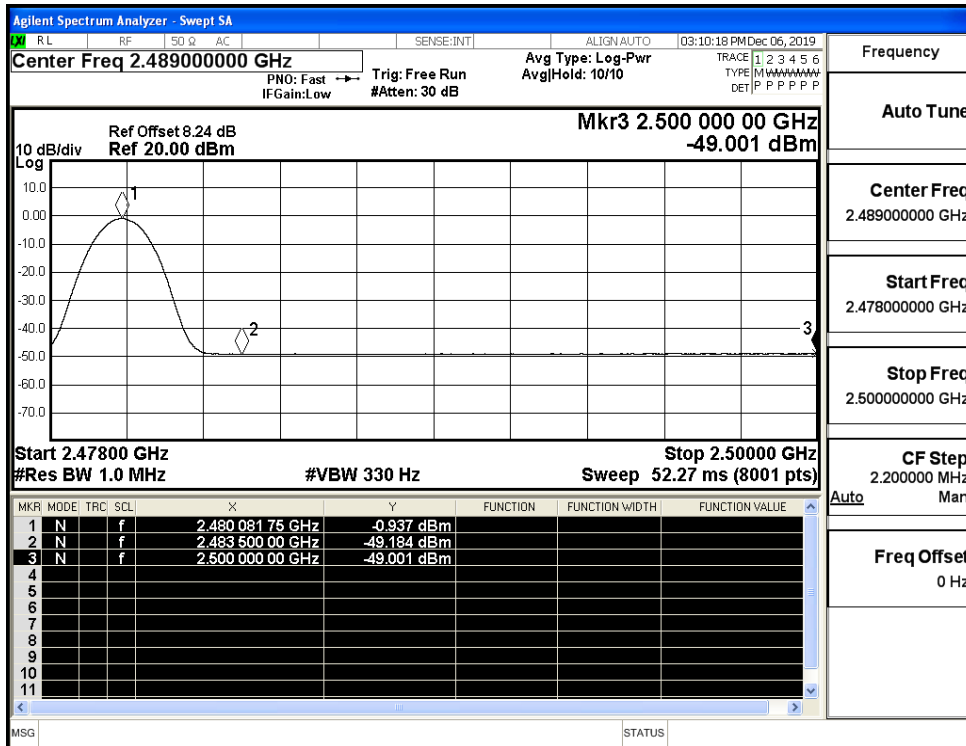 Agilent Spectrum Analyzer - Swept SA
LXI RL RF 50 Ω AC SENSE:INT ALIGN AUTO 03:10:18 PM Dec 06, 2019
Center Freq 2.489000000 GHz
PNO: Fast
IFGain:Low
Trig: Free Run
#Atten: 30 dB
Avg Type: Log-Pwr
Avg|Hold: 10/10
TRACE 1 2 3 4 5 6
TYPE M WWWWW
DET P P P P P P
Mkr3 2.500 000 00 GHz
-49.001 dBm
Ref Offset 8.24 dB
10 dB/div Ref 20.00 dBm
Log
10.0
0.00
-10.0
-20.0
-30.0
-40.0
-50.0
-60.0
-70.0
1
2
3
Start 2.47800 GHz Stop 2.50000 GHz
#Res BW 1.0 MHz #VBW 330 Hz Sweep 52.27 ms (8001 pts)
MKR MODE TRC SCL X Y FUNCTION FUNCTION WIDTH FUNCTION VALUE
1 N f 2.480 081 75 GHz -0.937 dBm
2 N f 2.483 500 00 GHz -49.184 dBm
3 N f 2.500 000 00 GHz -49.001 dBm
4
5
6
7
8
9
10
11
MSG STATUS
Frequency
Auto Tune
Center Freq
2.489000000 GHz
Start Freq
2.478000000 GHz
Stop Freq
2.500000000 GHz
CF Step
2.200000 MHz
Auto Man
Freq Offset
0 Hz